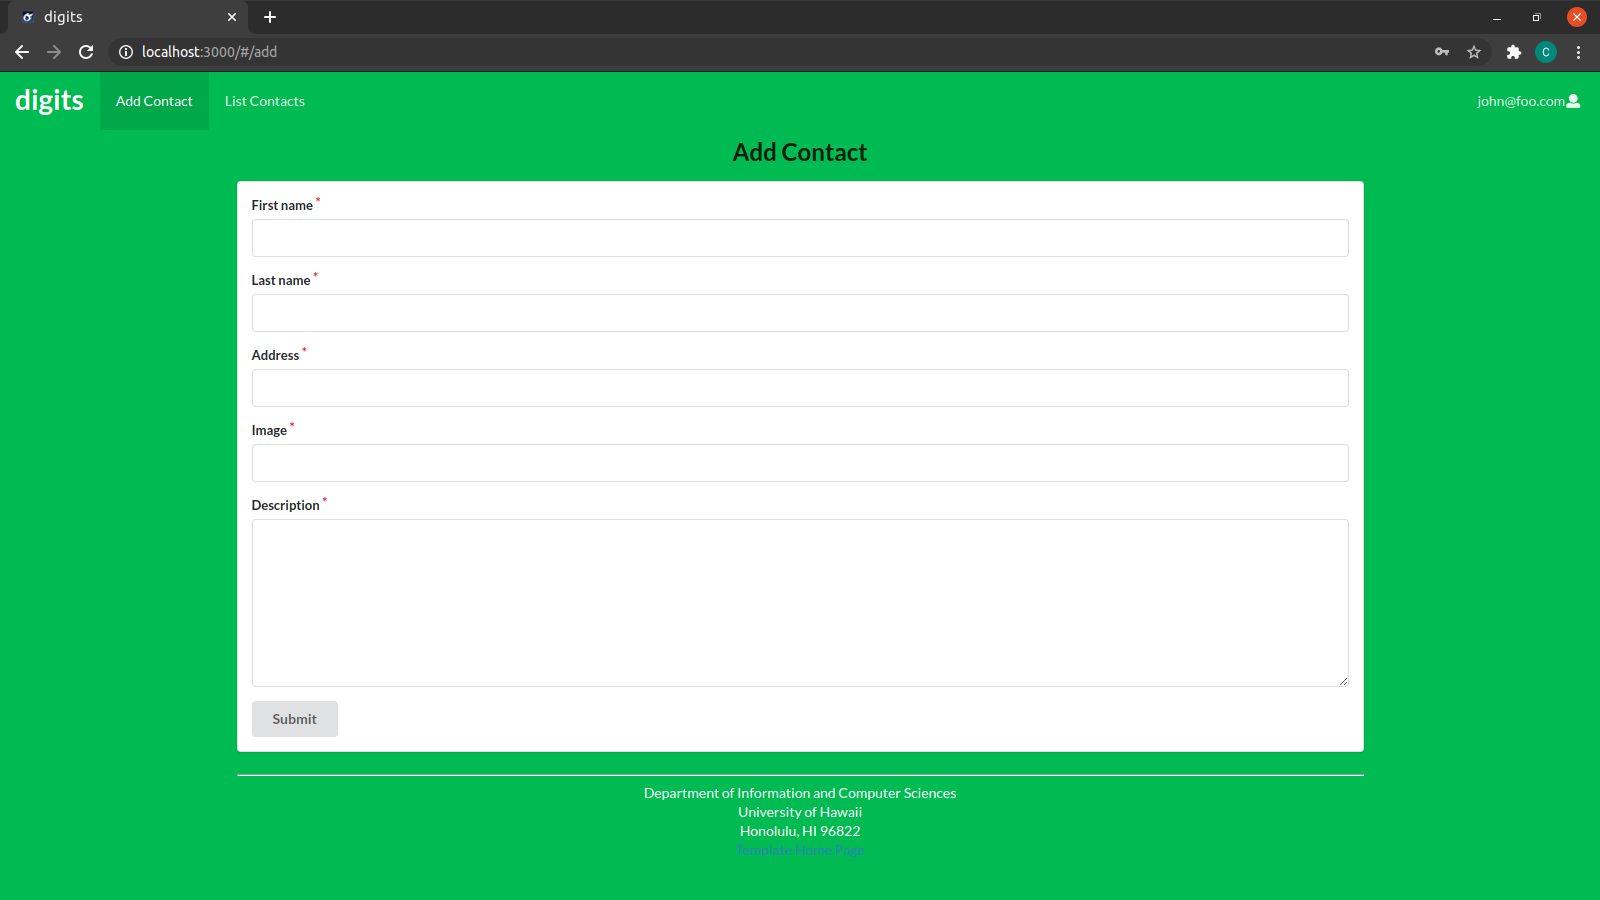 digits
localhost:3000/#/add
C
digits
Add Contact
List Contacts
john@foo.com
Add Contact
First name *
Last name *
Address *
Image *
Description *
Submit
Department of Information and Computer Sciences
University of Hawaii
Honolulu, HI 96822
Template Home Page